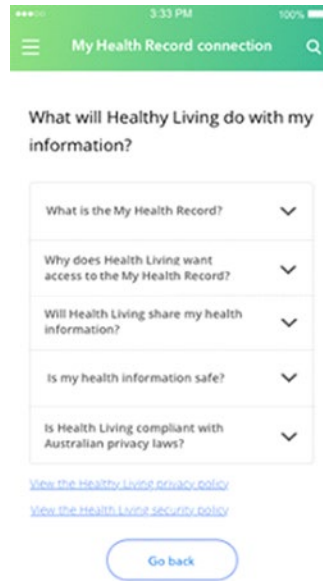 3:33 PM
100%
My Health Record connection
What will Healthy Living do with my
information?
What is the My Health Record?
Why does Health Living want
access to the My Health Record?
Will Health Living share my health
information?
Is my health information safe?
Is Health Living compliant with
Australian privacy laws?
View the Healthy Living privacy policy
View the Health Living security policy
Go back